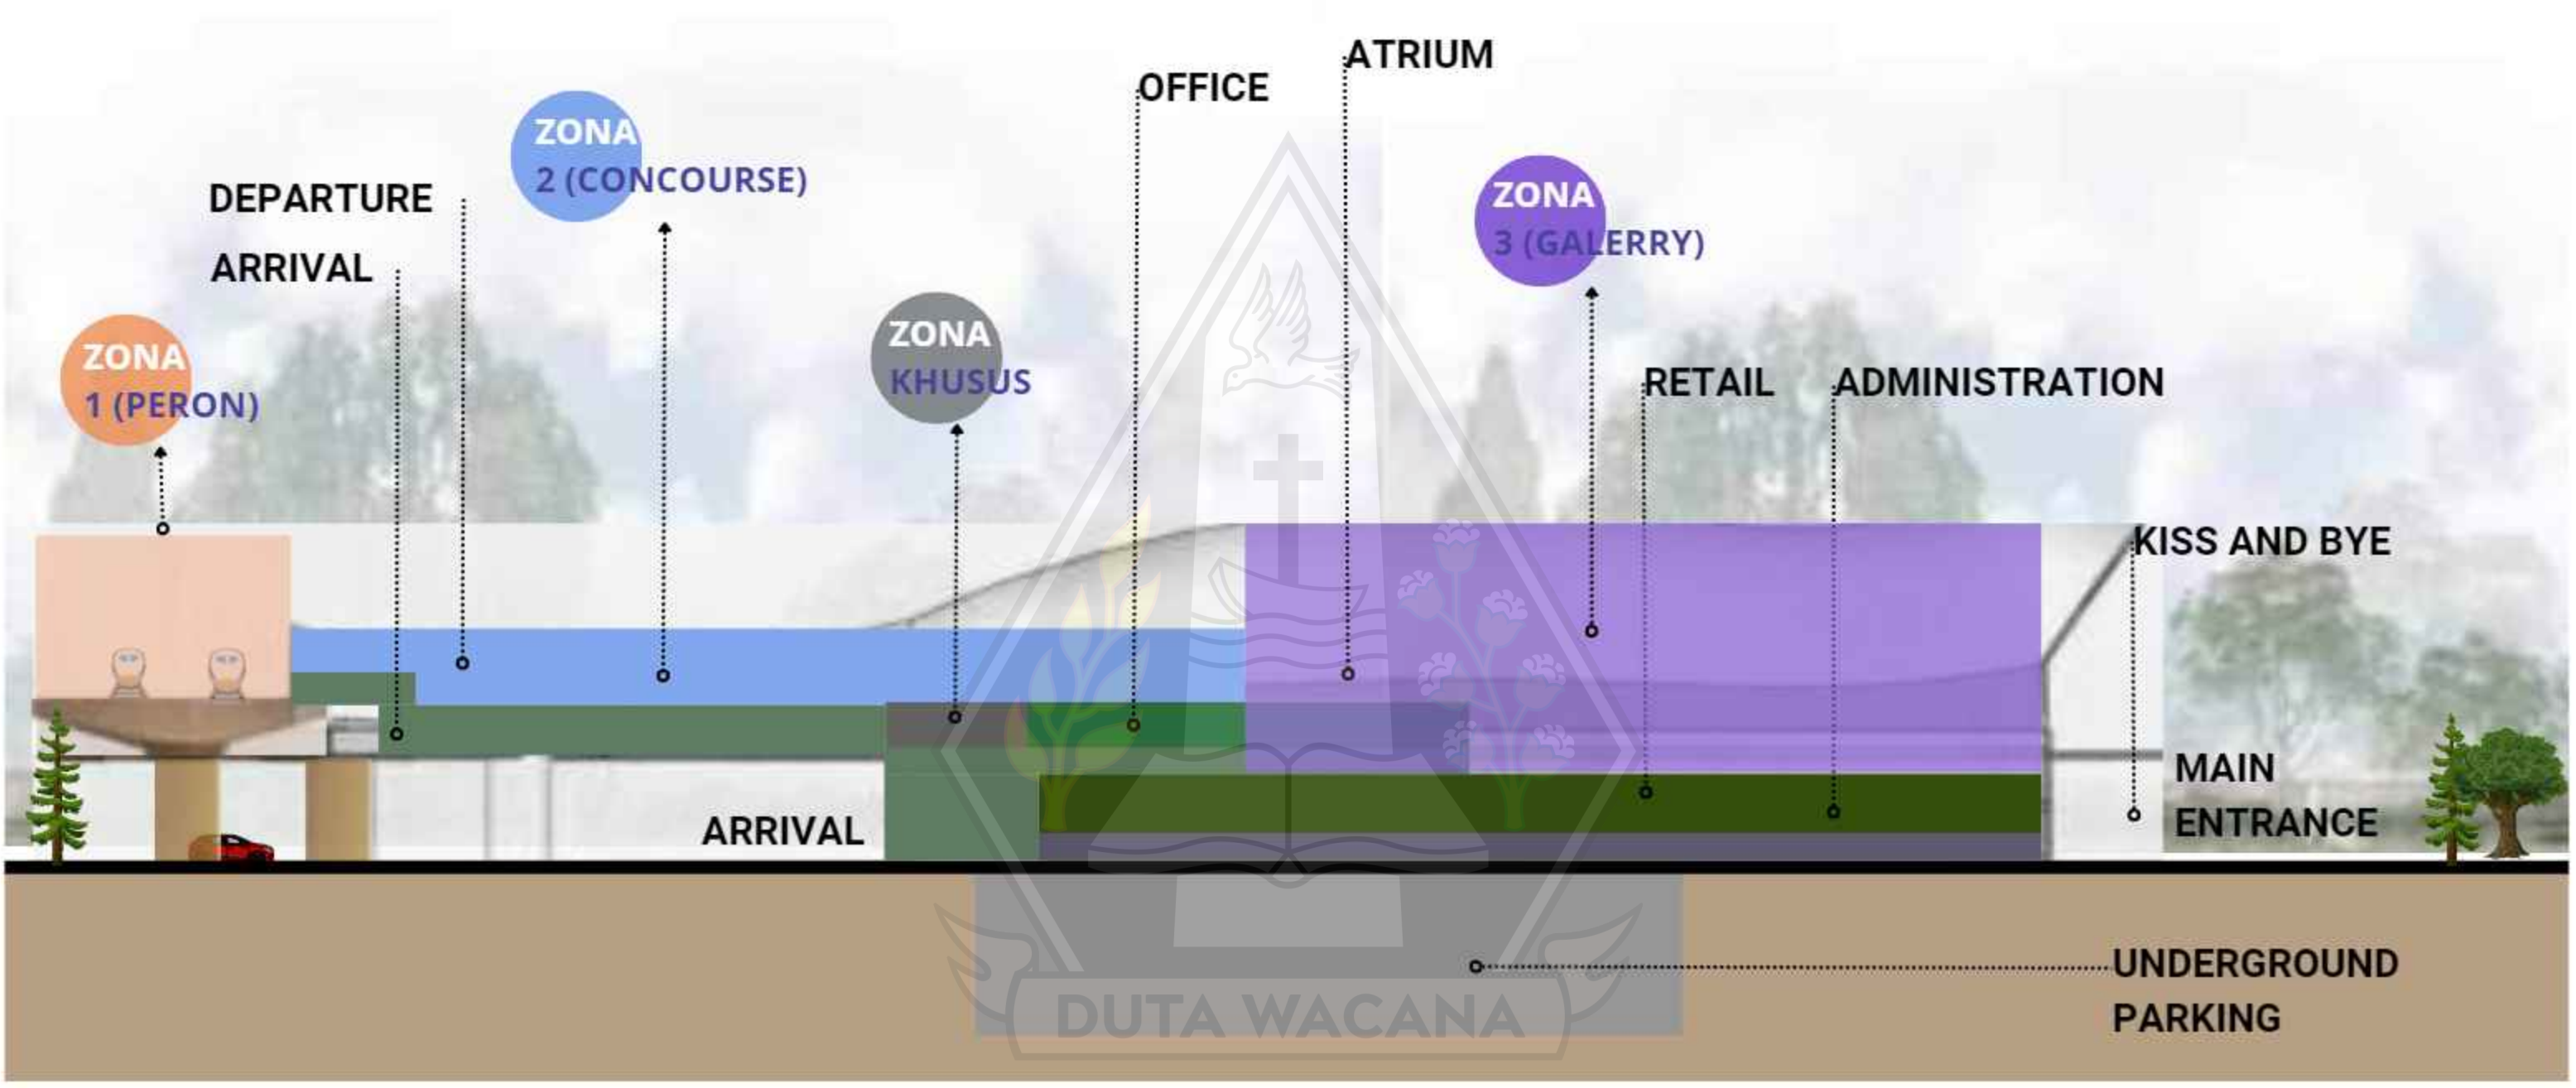 ATRIUM
OFFICE
ZONA
2 (CONCOURSE)
DEPARTURE
ZONA
3 (GALERRY)
ARRIVAL
ZONA
KHUSUS
ZONA
1 (PERON)
RETAIL
ADMINISTRATION
KISS AND BYE
MAIN
ENTRANCE
ARRIVAL
UNDERGROUND
PARKING
DUTA WACANA